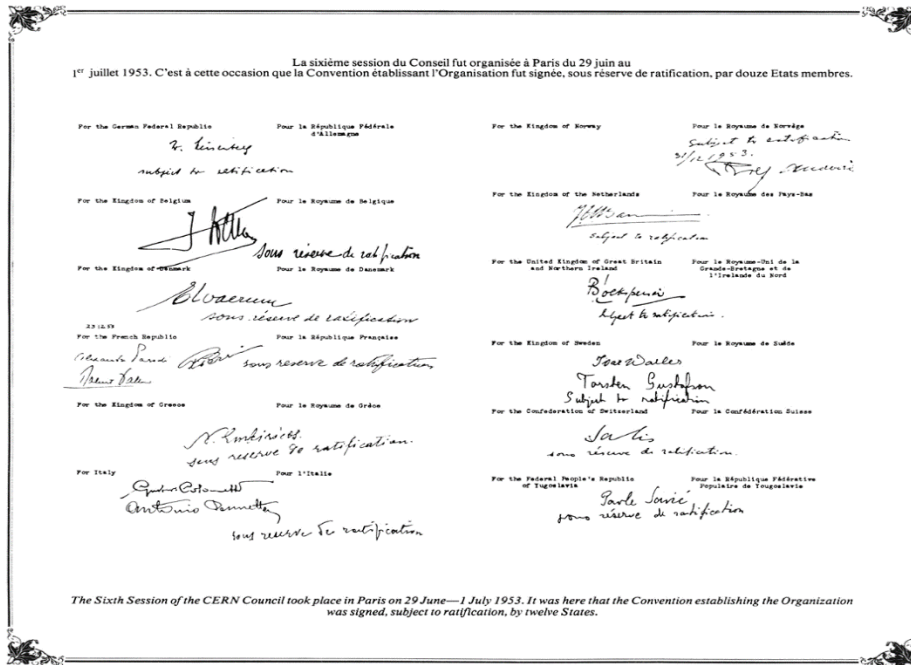 La sixième session du Conseil fut organisée à Paris du 29 juin au
1er juillet 1953. C'est à cette occasion que la Convention établissant l'Organisation fut signée, sous réserve de ratification, par douze Etats membres.
For the German Federal Republic
Pour la République Fédérale
d'Allemagne
subject to ratification
For the Kingdom of Belgium
Pour le Royaume de Belgique
sous réserve de ratification
For the Kingdom of Denmark
Pour le Royaume de Danemark
sous réserve de ratification
23.12.53
For the French Republic
Pour la République Française
sous reserve de ratification
For the Kingdom of Greece
Pour le Royaume de Grèce
sous reserve de ratification.
For Italy
Pour l'Italie
sous reserve de ratification
For the Kingdom of Norway
Pour le Royaume de Norvège
Subject to ratification
31/12 1953.
For the Kingdom of the Netherlands
Pour le Royaume des Pays-Bas
subject to ratification
For the United Kingdom of Great Britain
and Northern Ireland
Pour le Royaume-Uni de la
Grande-Bretagne et de
l'Irlande du Nord
subject to ratification.
For the Kingdom of Sweden
Pour le Royaume de Suède
Torsten Gustafson
Subject to ratification
For the Confederation of Switzerland
Pour la Confédération Suisse
Salis
sous réserve de ratification.
For the Federal People's Republic
of Yugoslavia
Pour la République Fédérative
Populaire de Yougoslavie
Pavle Savić
sous réserve de ratification
The Sixth Session of the CERN Council took place in Paris on 29 June—1 July 1953. It was here that the Convention establishing the Organization
was signed, subject to ratification, by twelve States.